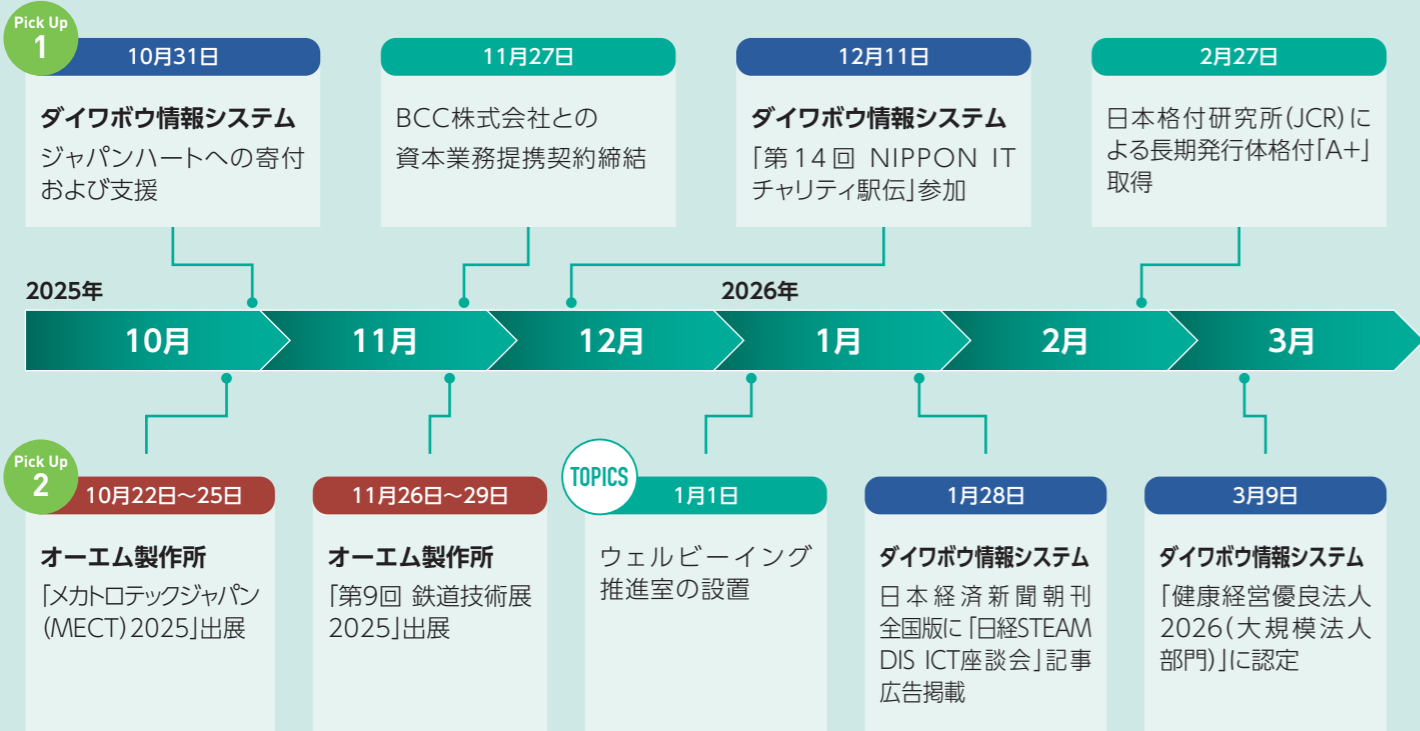 Pick Up
1
10月31日
ダイワボウ情報システム
ジャパンハートへの寄付
および支援
11月27日
BCC株式会社との
資本業務提携契約締結
12月11日
ダイワボウ情報システム
「第14回 NIPPON IT
チャリティ駅伝」参加
2月27日
日本格付研究所(JCR)に
よる長期発行体格付「A+」
取得
2025年
2026年
10月
11月
12月
1月
2月
3月
Pick Up
2
10月22日~25日
オーエム製作所
「メカトロテックジャパン
(MECT)2025」出展
11月26日~29日
オーエム製作所
「第9回 鉄道技術展
2025」出展
TOPICS
1月1日
ウェルビーイング
推進室の設置
1月28日
ダイワボウ情報システム
日本経済新聞朝刊
全国版に「日経STEAM
DIS ICT座談会」記事
広告掲載
3月9日
ダイワボウ情報システム
「健康経営優良法人
2026(大規模法人
部門)」に認定